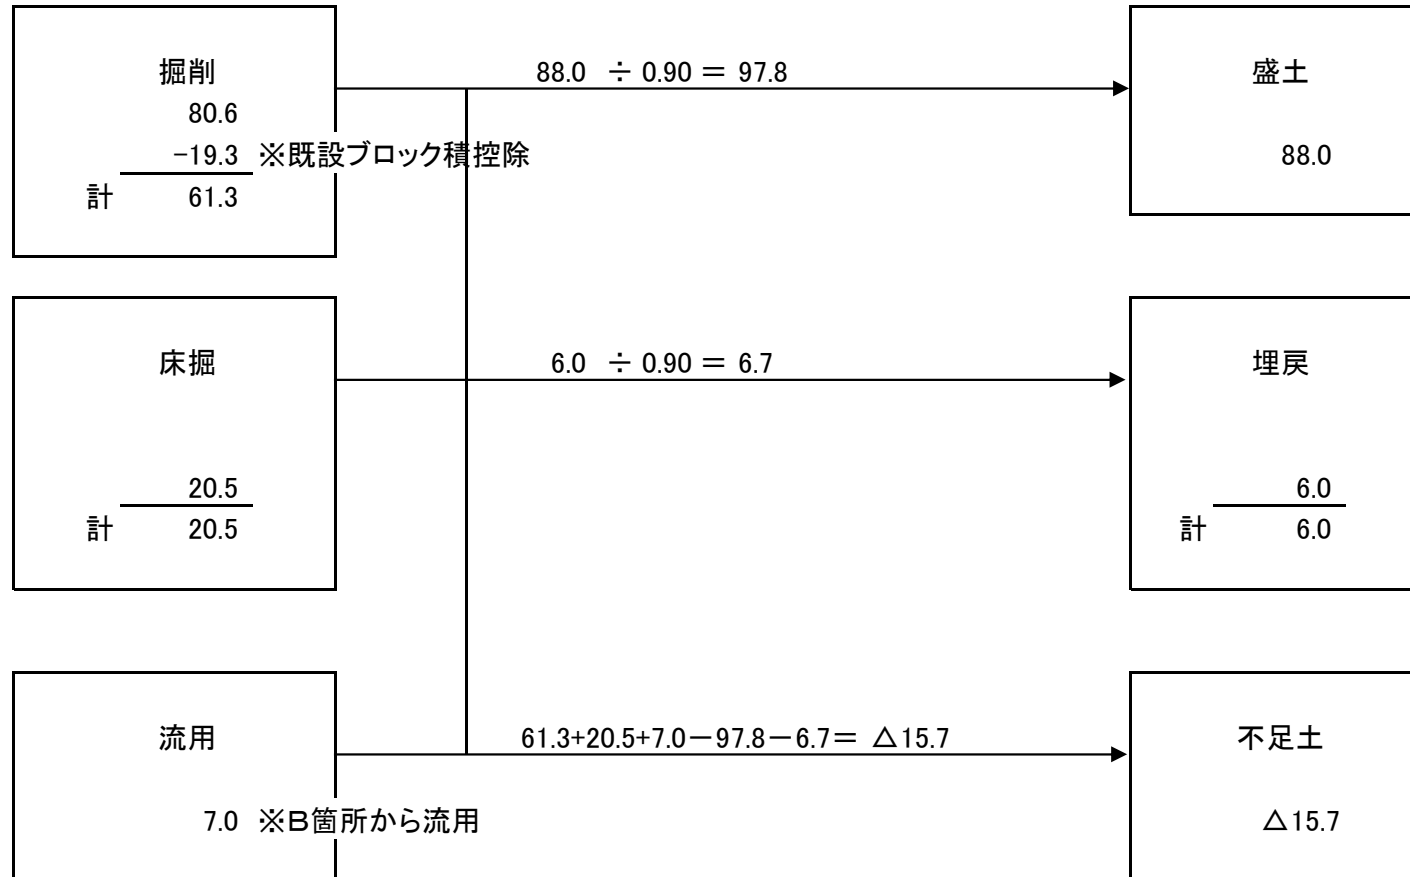 掘削
88.0 ÷ 0.90 = 97.8
盛土
80.6
-19.3 ※既設ブロック積控除
88.0
計 61.3
床掘
6.0 ÷ 0.90 = 6.7
埋戻
20.5
6.0
計 20.5
計 6.0
流用
61.3+20.5+7.0－97.8－6.7= △15.7
不足土
7.0 ※B箇所から流用
△15.7